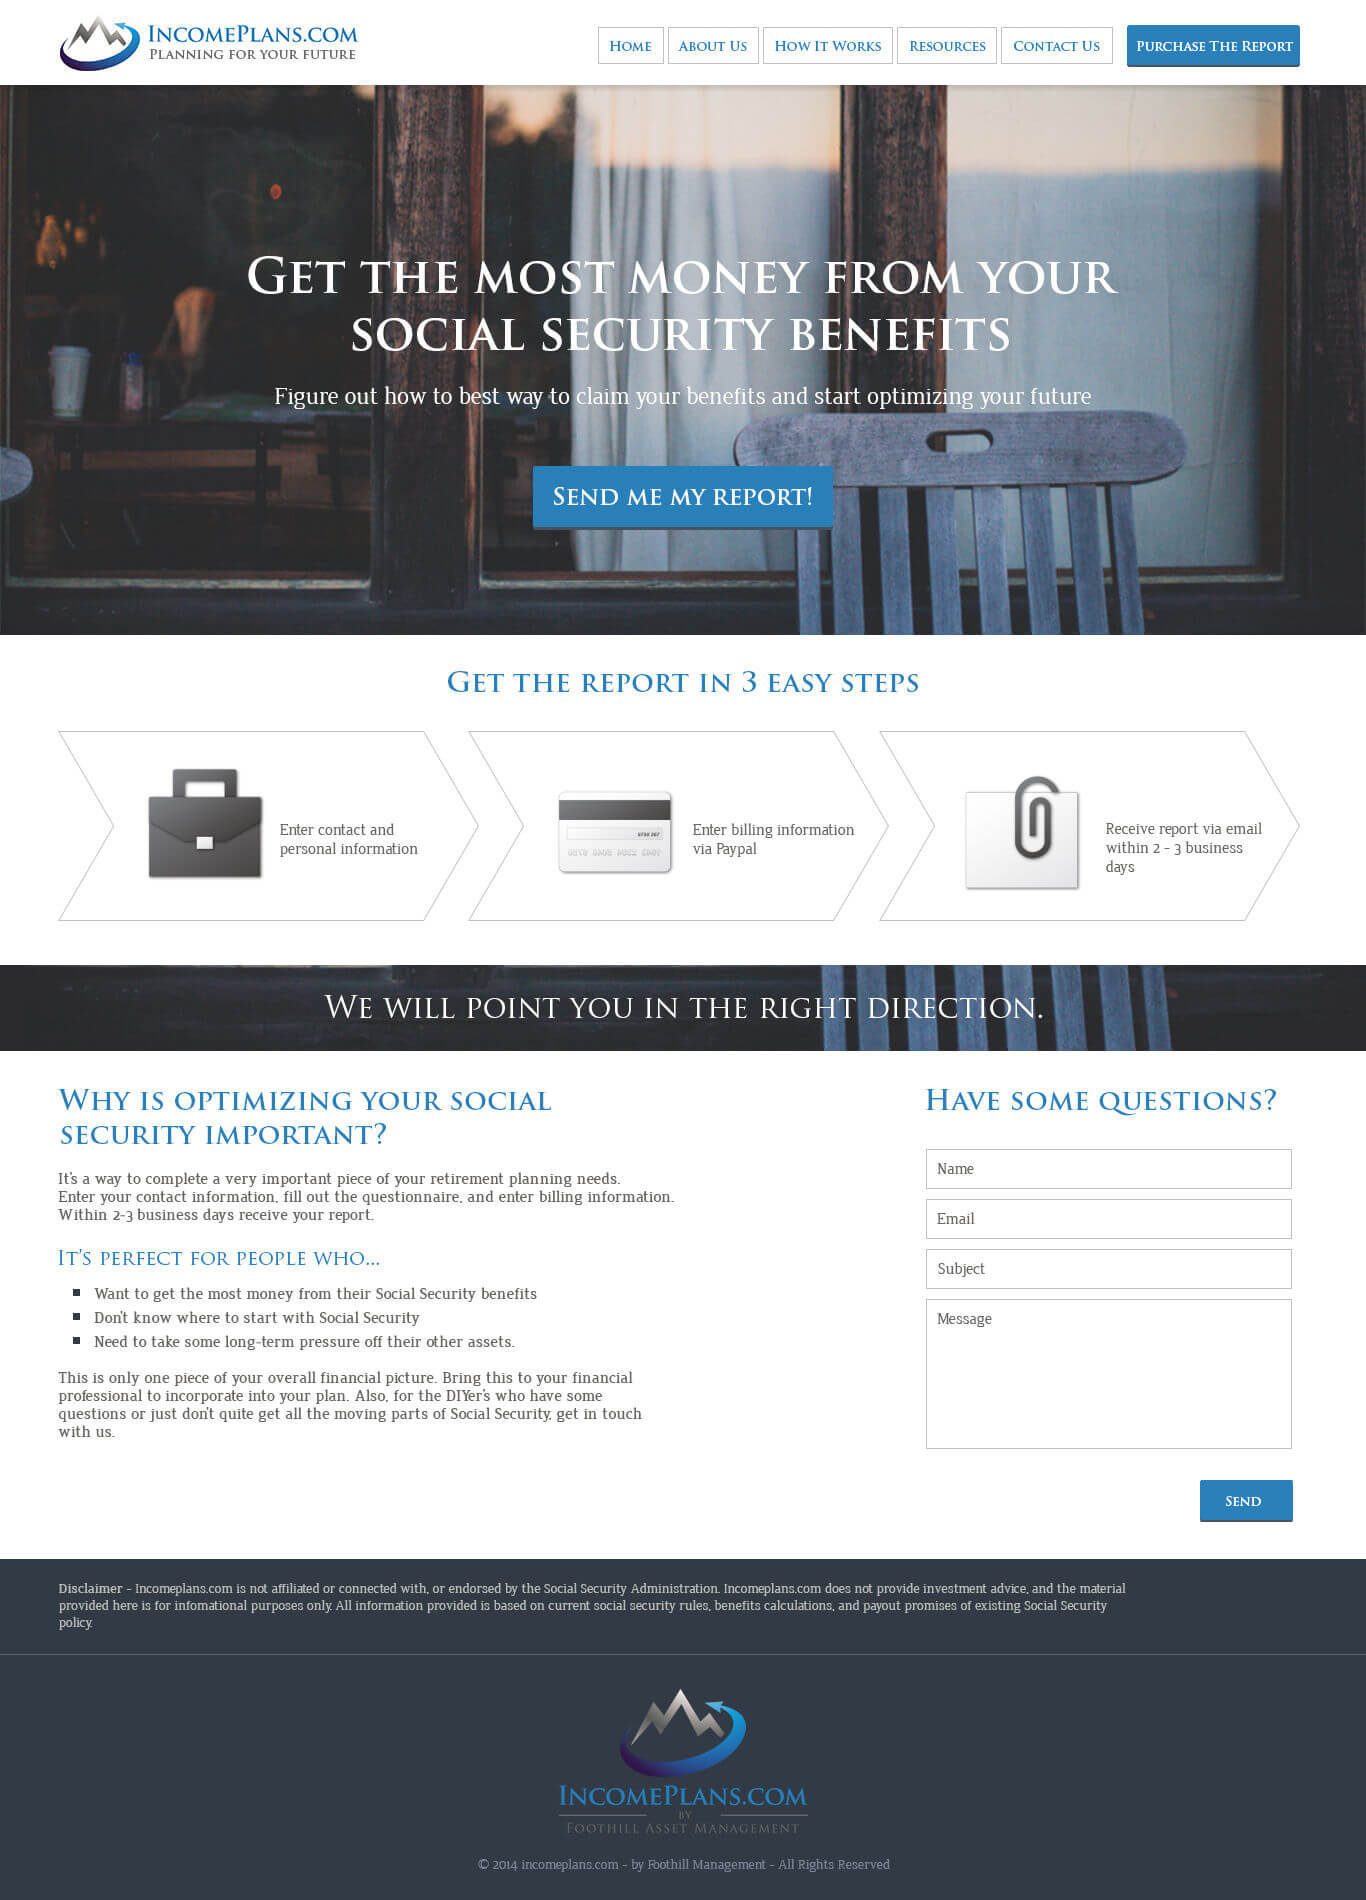 IncomePlans.com
Planning for your future
Home
About Us
How It Works
Resources
Contact Us
Purchase The Report
Get the most money from your
social security benefits
Figure out how to best way to claim your benefits and start optimizing your future
Send me my report!
Get the report in 3 easy steps
Enter contact and
personal information
Enter billing information
via Paypal
Receive report via email
within 2 - 3 business
days
We will point you in the right direction.
Why is optimizing your social
security important?
It's a way to complete a very important piece of your retirement planning needs.
Enter your contact information, fill out the questionnaire, and enter billing information.
Within 2-3 business days receive your report.
It's perfect for people who...
Want to get the most money from their Social Security benefits
Don't know where to start with Social Security
Need to take some long-term pressure off their other assets.
This is only one piece of your overall financial picture. Bring this to your financial
professional to incorporate into your plan. Also, for the DIYer's who have some
questions or just don't quite get all the moving parts of Social Security, get in touch
with us.
Have some questions?
Name
Email
Subject
Message
Send
Disclaimer - Incomeplans.com is not affiliated or connected with, or endorsed by the Social Security Administration. Incomeplans.com does not provide investment advice, and the material
provided here is for infomational purposes only. All information provided is based on current social security rules, benefits calculations, and payout promises of existing Social Security
policy.
IncomePlans.com
by
Foothill Asset Management
© 2014 incomeplans.com - by Foothill Management - All Rights Reserved